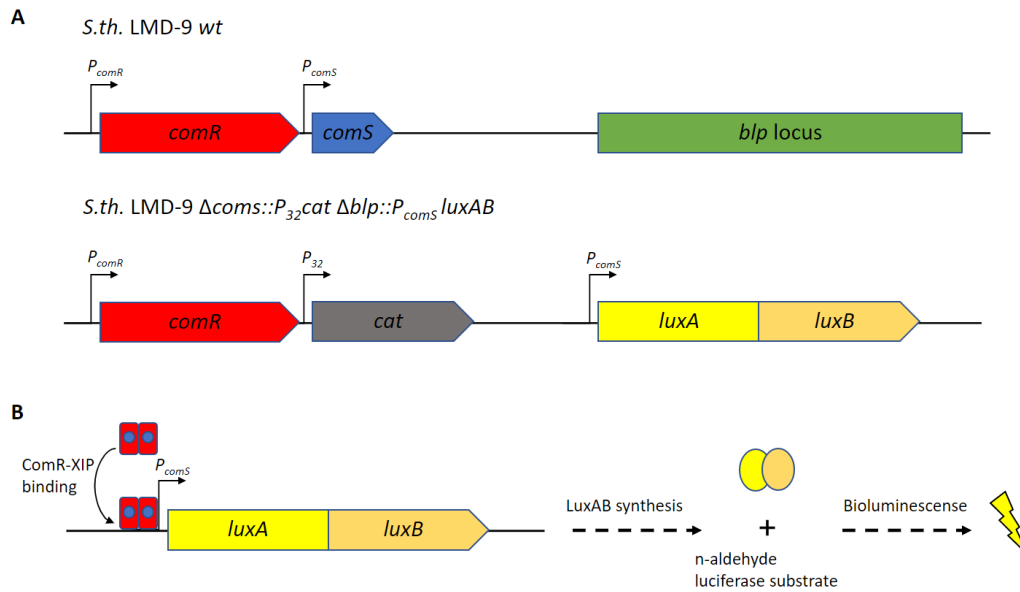 A
S.th. LMD-9 wt
PcomR
PcomS
comR
comS
blp locus
S.th. LMD-9 Δcoms::P32cat Δblp::PcomS luxAB
PcomR
P32
PcomS
comR
cat
luxA
luxB
B
ComR-XIP
binding
PcomS
luxA
luxB
LuxAB synthesis
+
n-aldehyde
luciferase substrate
Bioluminescense